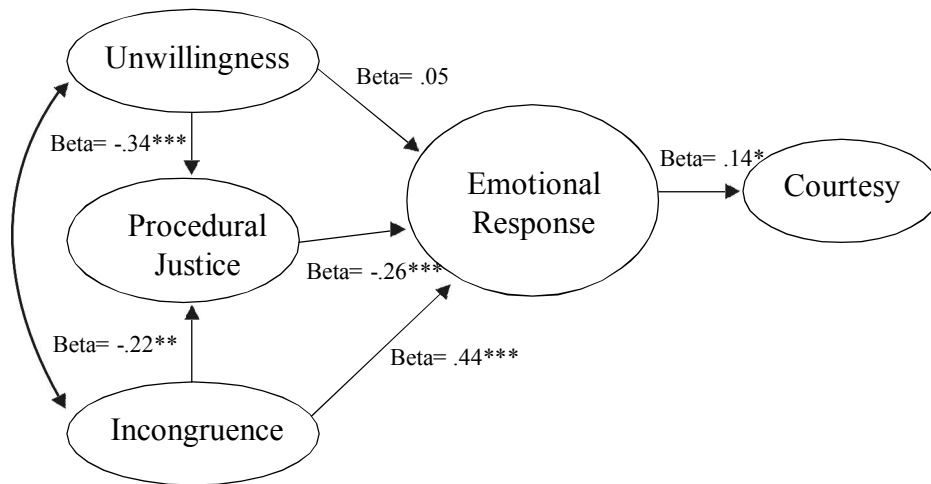 Unwillingness
Beta= .05
Beta= -.34***
Beta= .14*
Emotional
Response
Courtesy
Procedural
Justice
Beta= -.26***
Beta= -.22**
Beta= .44***
Incongruence